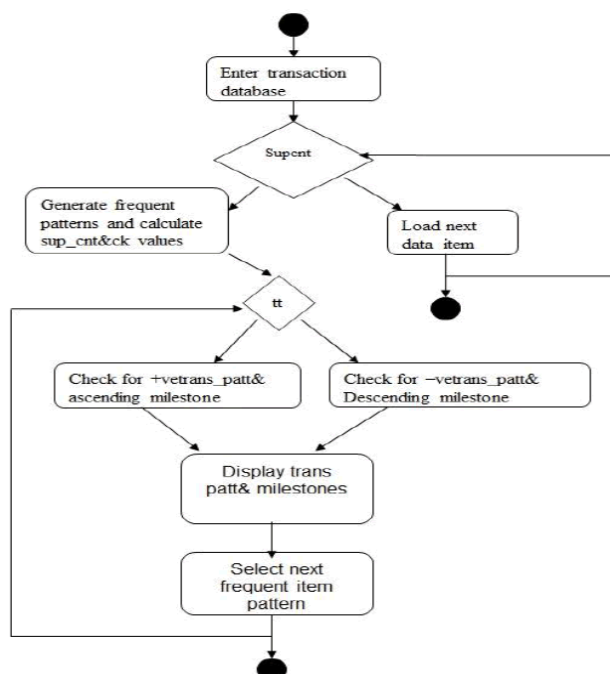 Enter transaction
database
Supcnt
Generate frequent
patterns and calculate
sup_cnt&ck values
Load next
data item
tt
Check for +vetrans_patt&
ascending milestone
Check for –vetrans_patt&
Descending milestone
Display trans
patt& milestones
Select next
frequent item
pattern